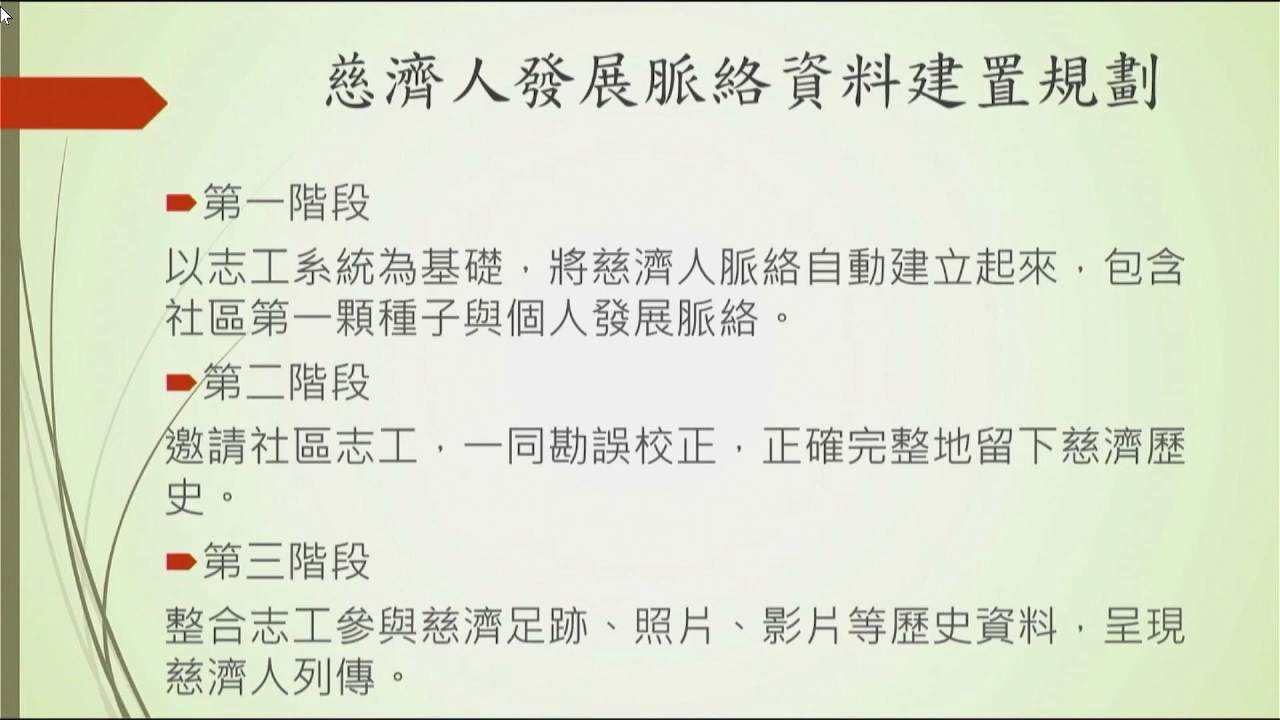 慈濟人發展脈絡資料建置規劃
第一階段
以志工系統為基礎，將慈濟人脈絡自動建立起來，包含
社區第一顆種子與個人發展脈絡。
第二階段
邀請社區志工，一同勘誤校正，正確完整地留下慈濟歷
史。
第三階段
整合志工參與慈濟足跡、照片、影片等歷史資料，呈現
慈濟人列傳。